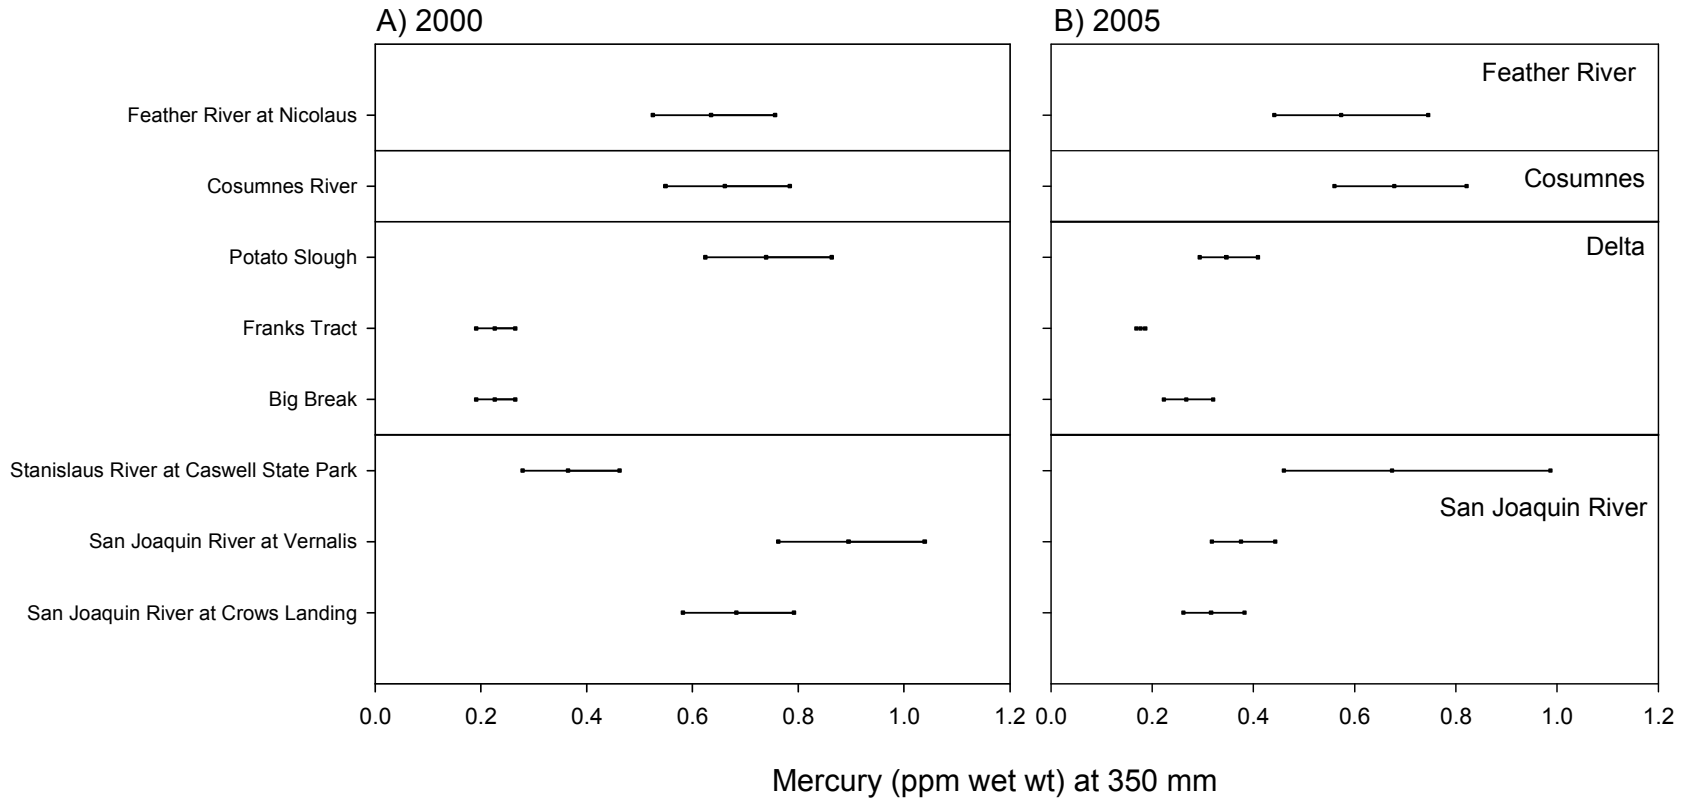 A) 2000
B) 2005
Feather River
Feather River at Nicolaus
Cosumnes River
Cosumnes
Potato Slough
Delta
Franks Tract
Big Break
Stanislaus River at Caswell State Park
San Joaquin River
San Joaquin River at Vernalis
San Joaquin River at Crows Landing
0.0 0.2 0.4 0.6 0.8 1.0 1.2
0.0 0.2 0.4 0.6 0.8 1.0 1.2
Mercury (ppm wet wt) at 350 mm